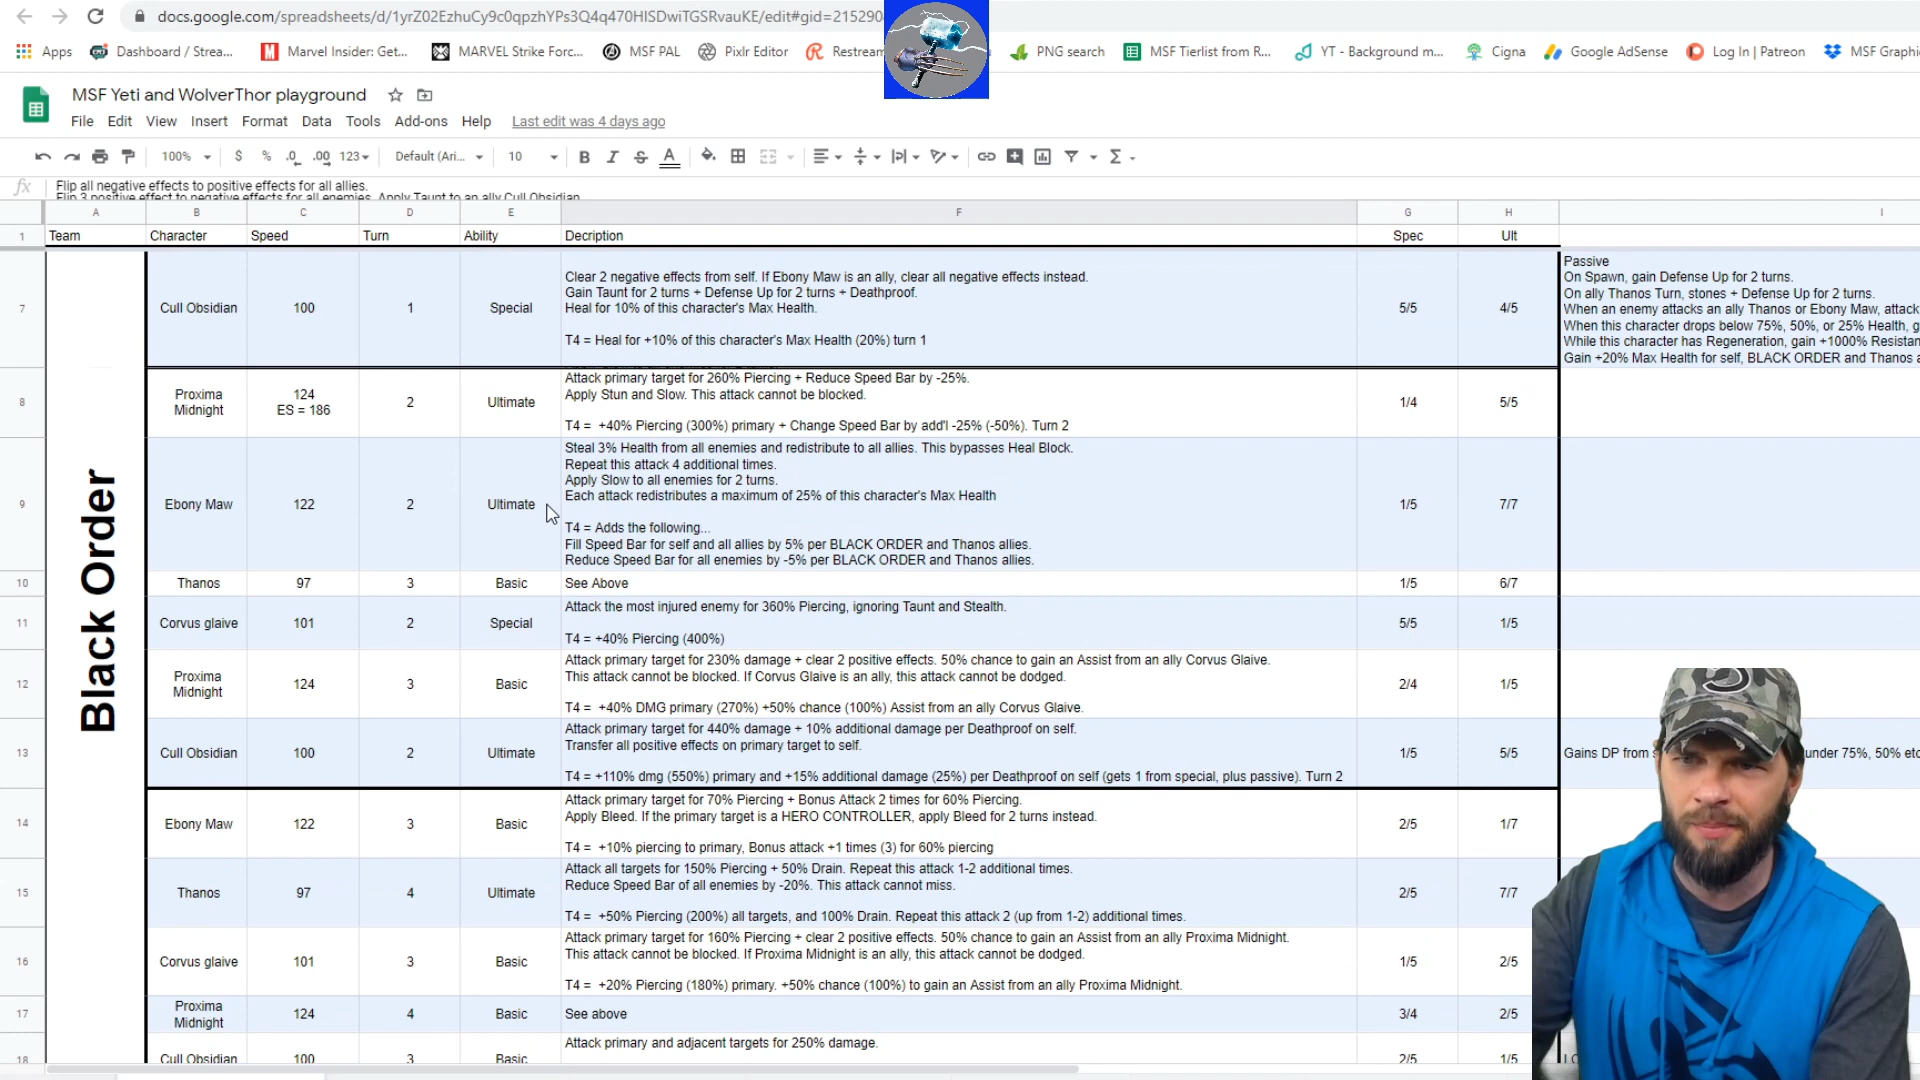 docs.google.com/spreadsheets/d/1yrZ02EzhuCy9c0qpzhYPs3Q4q470HISDwiTGSRvauKE/edit#gid=215290
Apps Dashboard / Strea... Marvel Insider: Get... MARVEL Strike Forc... MSF PAL Pixlr Editor Restream PNG search MSF Tierlist from R... YT - Background m... Cigna Google AdSense Log In | Patreon MSF Graphi
MSF Yeti and WolverThor playground
File Edit View Insert Format Data Tools Add-ons Help Last edit was 4 days ago
100% $ % .0 .00 123 Default (Ari... 10 B I S A
fx Flip all negative effects to positive effects for all allies.
Flip 3 positive effect to negative effects for all enemies. Apply Taunt to an ally Cull Obsidian
A B C D E F G H I
1 Team Character Speed Turn Ability Decription Spec Ult
Black Order
7 Cull Obsidian 100 1 Special
Clear 2 negative effects from self. If Ebony Maw is an ally, clear all negative effects instead.
Gain Taunt for 2 turns + Defense Up for 2 turns + Deathproof.
Heal for 10% of this character's Max Health.
T4 = Heal for +10% of this character's Max Health (20%) turn 1
5/5 4/5
Passive
On Spawn, gain Defense Up for 2 turns.
On ally Thanos Turn, stones + Defense Up for 2 turns.
When an enemy attacks an ally Thanos or Ebony Maw, attack
When this character drops below 75%, 50%, or 25% Health, g
While this character has Regeneration, gain +1000% Resistan
Gain +20% Max Health for self, BLACK ORDER and Thanos a
8 Proxima Midnight 124 ES = 186 2 Ultimate
Attack primary target for 260% Piercing + Reduce Speed Bar by -25%.
Apply Stun and Slow. This attack cannot be blocked.
T4 = +40% Piercing (300%) primary + Change Speed Bar by add'l -25% (-50%). Turn 2
1/4 5/5
9 Ebony Maw 122 2 Ultimate
Steal 3% Health from all enemies and redistribute to all allies. This bypasses Heal Block.
Repeat this attack 4 additional times.
Apply Slow to all enemies for 2 turns.
Each attack redistributes a maximum of 25% of this character's Max Health
T4 = Adds the following...
Fill Speed Bar for self and all allies by 5% per BLACK ORDER and Thanos allies.
Reduce Speed Bar for all enemies by -5% per BLACK ORDER and Thanos allies.
1/5 7/7
10 Thanos 97 3 Basic See Above 1/5 6/7
11 Corvus glaive 101 2 Special
Attack the most injured enemy for 360% Piercing, ignoring Taunt and Stealth.
T4 = +40% Piercing (400%)
5/5 1/5
12 Proxima Midnight 124 3 Basic
Attack primary target for 230% damage + clear 2 positive effects. 50% chance to gain an Assist from an ally Corvus Glaive.
This attack cannot be blocked. If Corvus Glaive is an ally, this attack cannot be dodged.
T4 = +40% DMG primary (270%) +50% chance (100%) Assist from an ally Corvus Glaive.
2/4 1/5
13 Cull Obsidian 100 2 Ultimate
Attack primary target for 440% damage + 10% additional damage per Deathproof on self.
Transfer all positive effects on primary target to self.
T4 = +110% dmg (550%) primary and +15% additional damage (25%) per Deathproof on self (gets 1 from special, plus passive). Turn 2
1/5 5/5
Gains DP from under 75%, 50% etc
14 Ebony Maw 122 3 Basic
Attack primary target for 70% Piercing + Bonus Attack 2 times for 60% Piercing.
Apply Bleed. If the primary target is a HERO CONTROLLER, apply Bleed for 2 turns instead.
T4 = +10% piercing to primary, Bonus attack +1 times (3) for 60% piercing
2/5 1/7
15 Thanos 97 4 Ultimate
Attack all targets for 150% Piercing + 50% Drain. Repeat this attack 1-2 additional times.
Reduce Speed Bar of all enemies by -20%. This attack cannot miss.
T4 = +50% Piercing (200%) all targets, and 100% Drain. Repeat this attack 2 (up from 1-2) additional times.
2/5 7/7
16 Corvus glaive 101 3 Basic
Attack primary target for 160% Piercing + clear 2 positive effects. 50% chance to gain an Assist from an ally Proxima Midnight.
This attack cannot be blocked. If Proxima Midnight is an ally, this attack cannot be dodged.
T4 = +20% Piercing (180%) primary. +50% chance (100%) to gain an Assist from an ally Proxima Midnight.
1/5 2/5
17 Proxima Midnight 124 4 Basic See above 3/4 2/5
18 Cull Obsidian 100 3 Basic
Attack primary and adjacent targets for 250% damage.
2/5 1/5